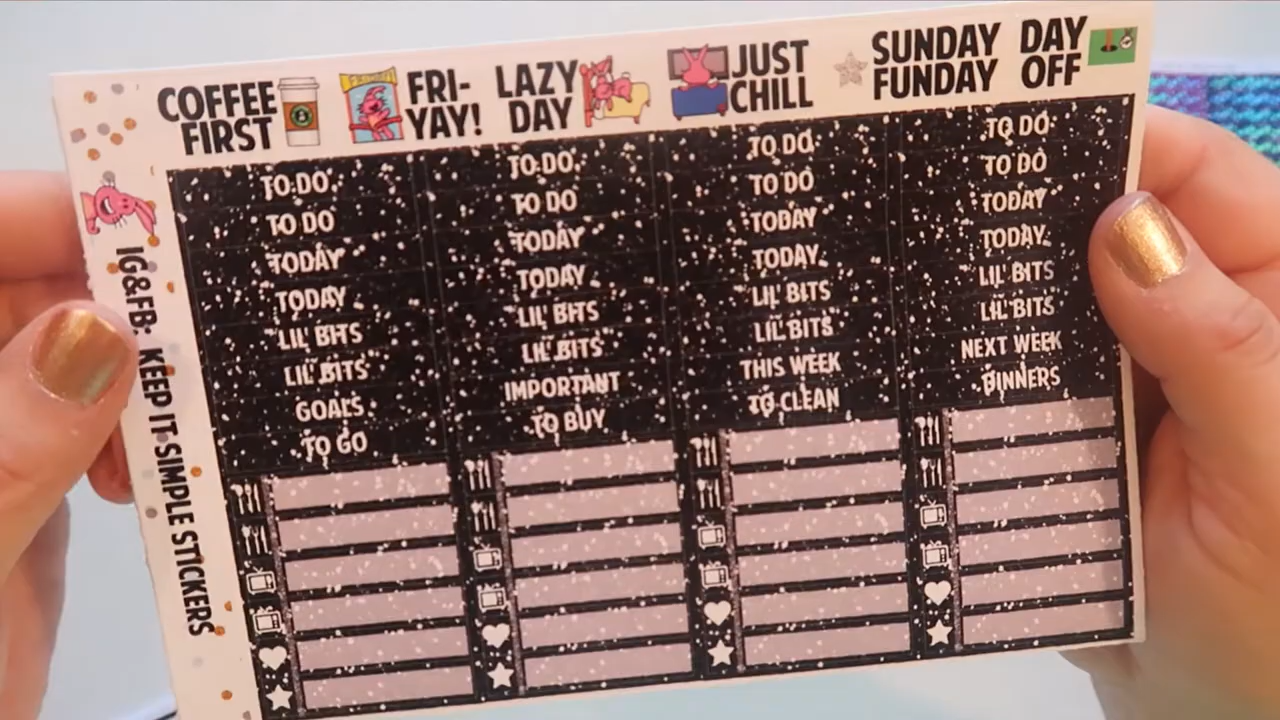 COFFEE
FIRST
FRI-
YAY!
LAZY
DAY
JUST
CHILL
SUNDAY
FUNDAY
DAY
OFF
IG&FB: KEEP IT SIMPLE STICKERS
TO DO
TO DO
TODAY
TODAY
LIL' BITS
LIL' BITS
GOALS
TO GO
TO DO
TO DO
TODAY
TODAY
LIL' BITS
LIL' BITS
IMPORTANT
TO BUY
TO DO
TO DO
TODAY
TODAY
LIL' BITS
LIL' BITS
THIS WEEK
TO CLEAN
TO DO
TO DO
TODAY
TODAY
LIL' BITS
LIL' BITS
NEXT WEEK
DINNERS